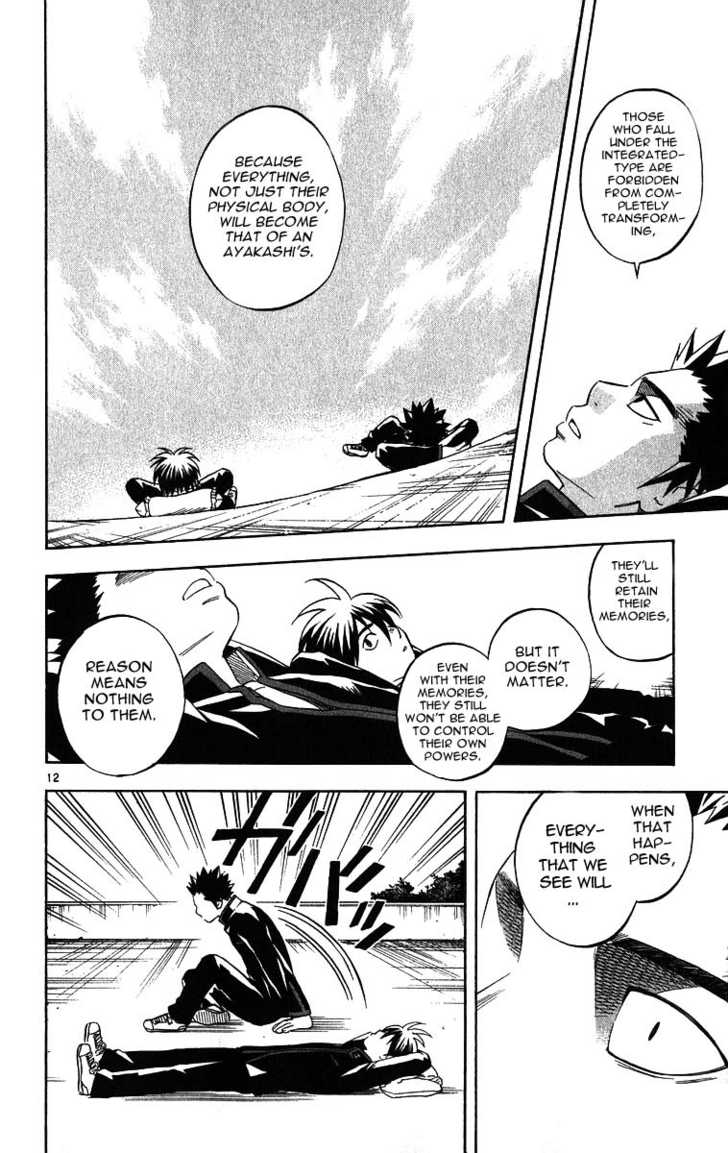 THOSE
WHO FALL
UNDER THE
INTEGRATED-
TYPE ARE
FORBIDDEN
FROM COM-
PLETELY
TRANSFORM-
ING,
BECAUSE
EVERYTHING,
NOT JUST THEIR
PHYSICAL BODY,
WILL BECOME
THAT OF AN
AYAKASHI'S.
THEY'LL
STILL
RETAIN
THEIR
MEMORIES,
BUT IT
DOESN'T
MATTER.
EVEN
WITH THEIR
MEMORIES,
THEY STILL
WON'T BE ABLE
TO CONTROL
THEIR OWN
POWERS.
REASON
MEANS
NOTHING
TO THEM.
12
WHEN
THAT
HAP-
PENS,
EVERY-
THING
THAT WE
SEE WILL
...
ガバッ